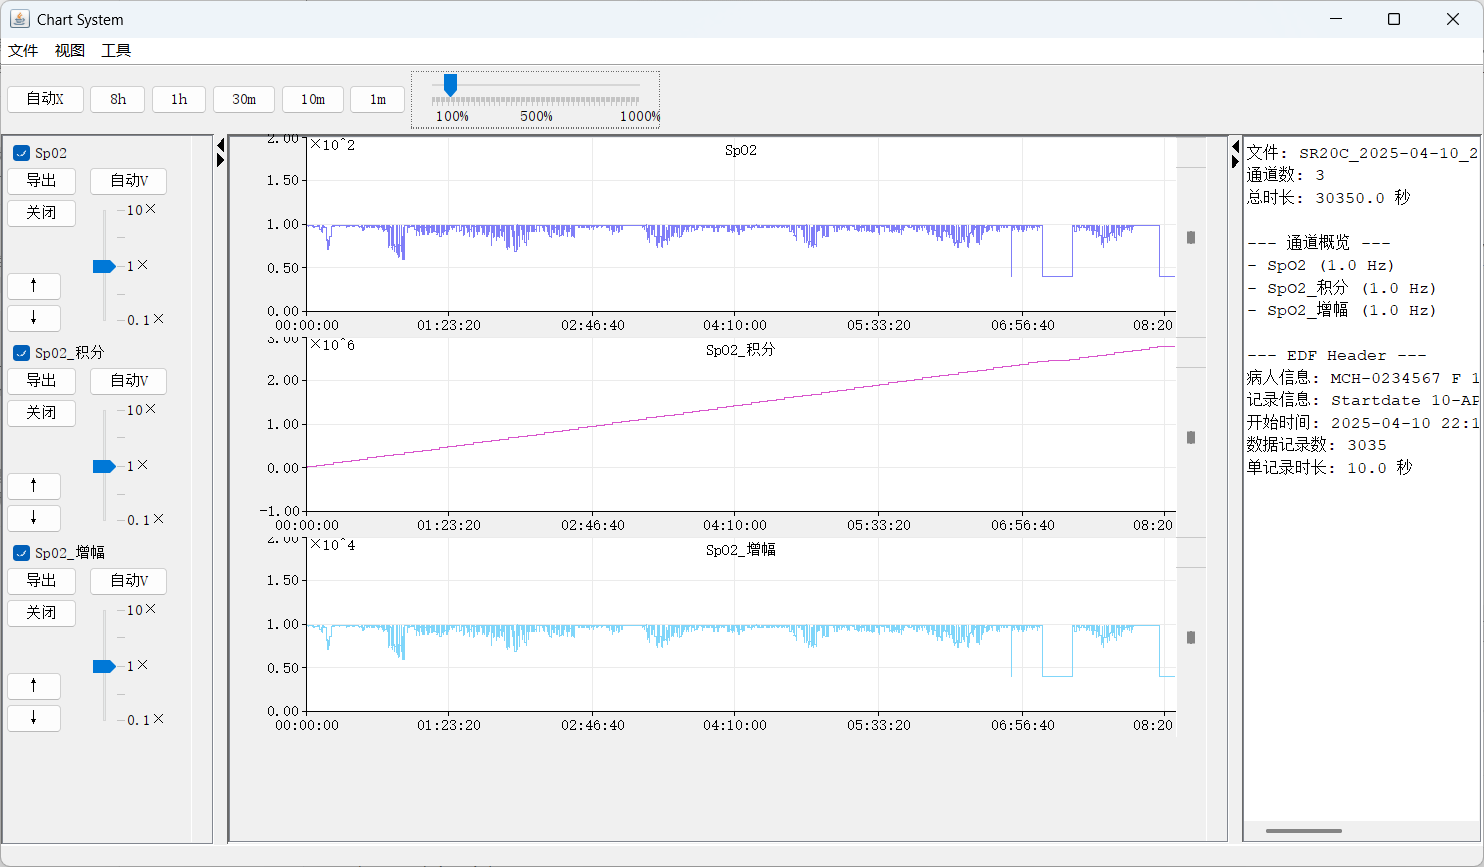 Chart System
文件 视图 工具
自动X 8h 1h 30m 10m 1m
100% 500% 1000%
SpO2
导出 自动V
关闭
10×
1×
↑
↓
0.1×
SpO2_积分
导出 自动V
关闭
10×
1×
↑
↓
0.1×
SpO2_增幅
导出 自动V
关闭
10×
1×
↑
↓
0.1×
2.00 ×10^2
SpO2
1.50
1.00
0.50
0.00
00:00:00 01:23:20 02:46:40 04:10:00 05:33:20 06:56:40 08:20
3.00 ×10^6
SpO2_积分
2.00
1.00
0.00
-1.00
00:00:00 01:23:20 02:46:40 04:10:00 05:33:20 06:56:40 08:20
2.00 ×10^4
SpO2_增幅
1.50
1.00
0.50
0.00
00:00:00 01:23:20 02:46:40 04:10:00 05:33:20 06:56:40 08:20
文件: SR20C_2025-04-10_2
通道数: 3
总时长: 30350.0 秒
--- 通道概览 ---
- SpO2 (1.0 Hz)
- SpO2_积分 (1.0 Hz)
- SpO2_增幅 (1.0 Hz)
--- EDF Header ---
病人信息: MCH-0234567 F 1
记录信息: Startdate 10-AP
开始时间: 2025-04-10 22:1
数据记录数: 3035
单记录时长: 10.0 秒